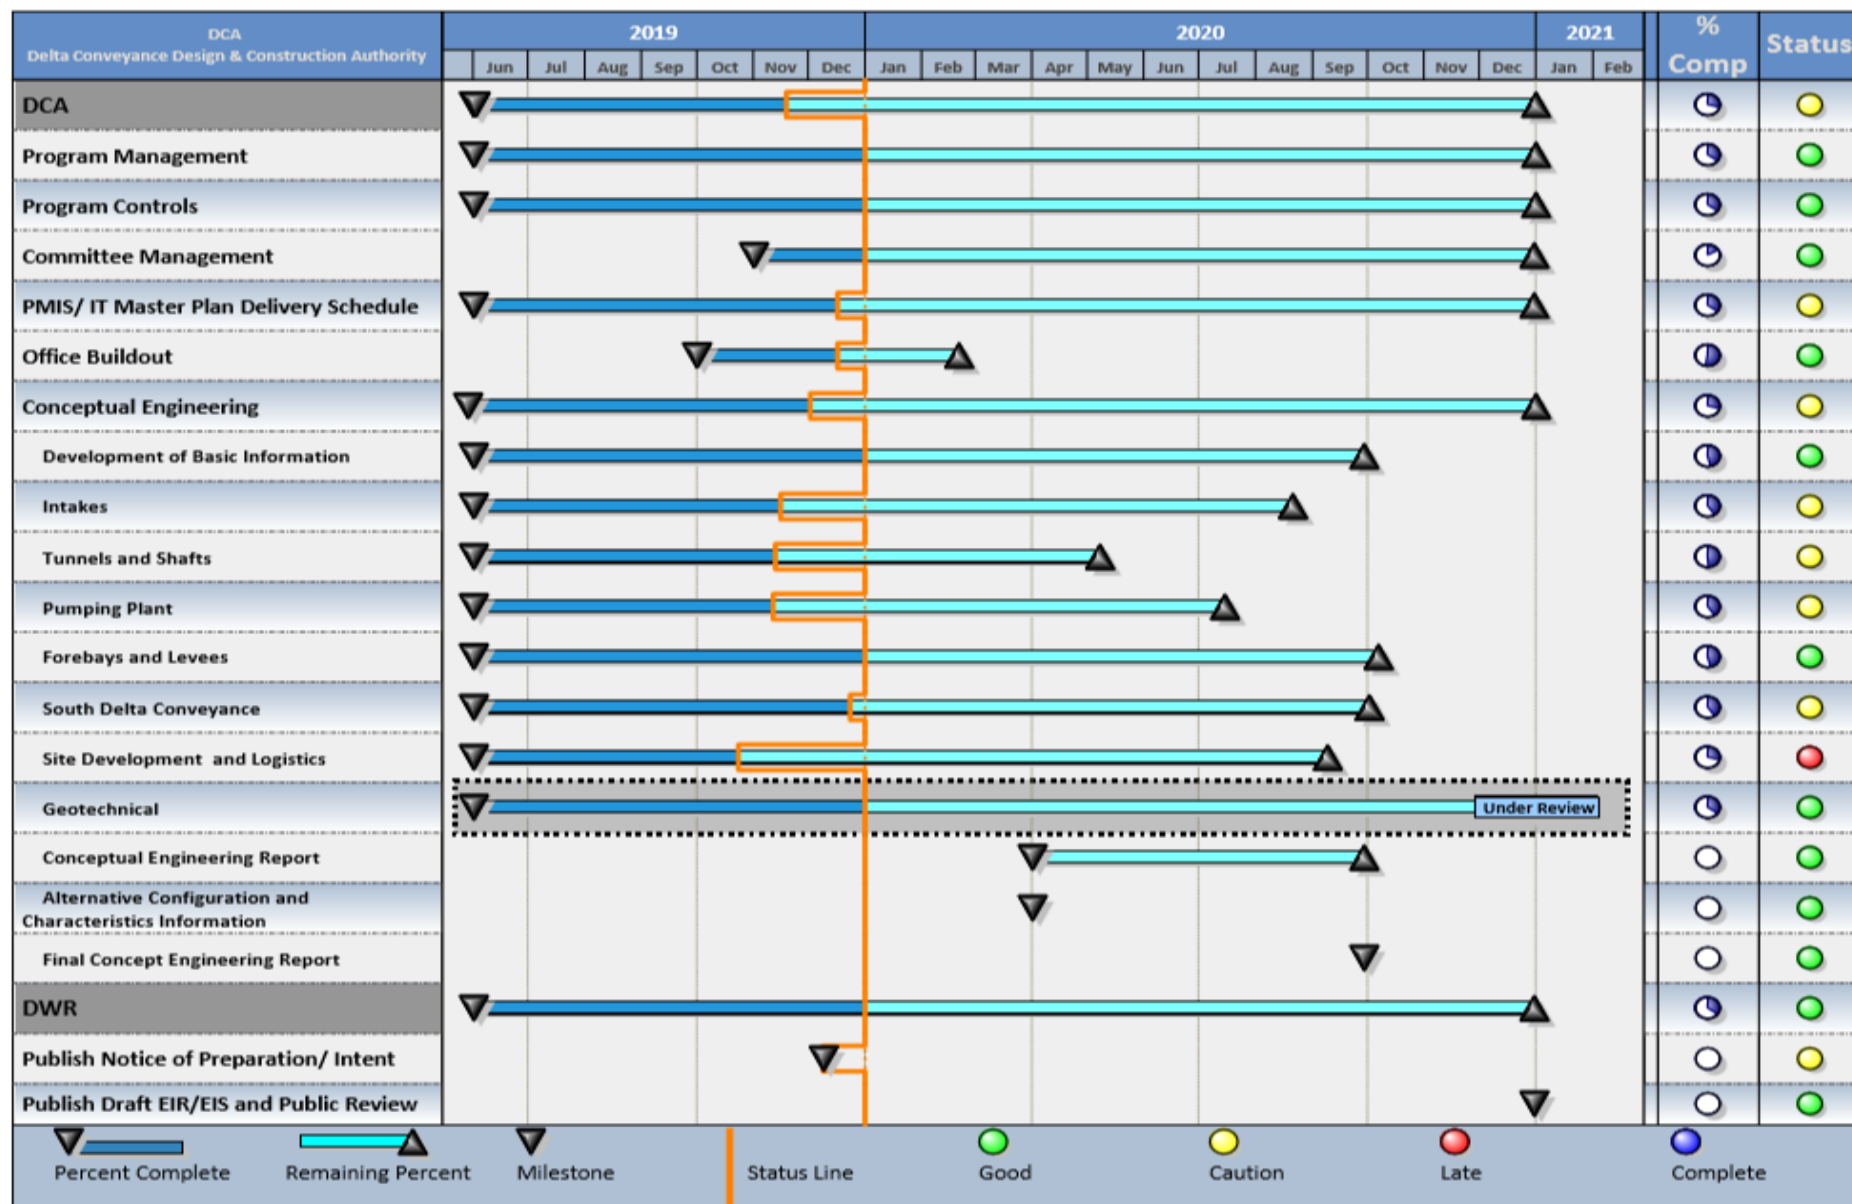 DCA
Delta Conveyance Design & Construction Authority
2019 2020 2021
% Comp
Status
Jun Jul Aug Sep Oct Nov Dec Jan Feb Mar Apr May Jun Jul Aug Sep Oct Nov Dec Jan Feb
DCA
Program Management
Program Controls
Committee Management
PMIS/ IT Master Plan Delivery Schedule
Office Buildout
Conceptual Engineering
Development of Basic Information
Intakes
Tunnels and Shafts
Pumping Plant
Forebays and Levees
South Delta Conveyance
Site Development and Logistics
Geotechnical Under Review
Conceptual Engineering Report
Alternative Configuration and
Characteristics Information
Final Concept Engineering Report
DWR
Publish Notice of Preparation/ Intent
Publish Draft EIR/EIS and Public Review
Percent Complete Remaining Percent Milestone Status Line Good Caution Late Complete